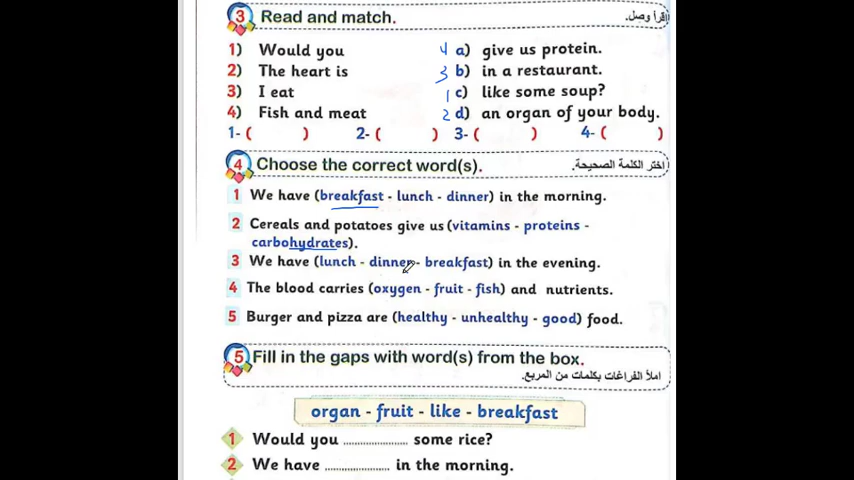 3 Read and match. اقرأ وصل.
1) Would you 4 a) give us protein.
2) The heart is 3 b) in a restaurant.
3) I eat 1 c) like some soup?
4) Fish and meat 2 d) an organ of your body.
1- ( ) 2- ( ) 3- ( ) 4- ( )
4 Choose the correct word(s). اختر الكلمة الصحيحة.
1 We have (breakfast - lunch - dinner) in the morning.
2 Cereals and potatoes give us (vitamins - proteins -
carbohydrates).
3 We have (lunch - dinner - breakfast) in the evening.
4 The blood carries (oxygen - fruit - fish) and nutrients.
5 Burger and pizza are (healthy - unhealthy - good) food.
5 Fill in the gaps with word(s) from the box.
املأ الفراغات بكلمات من المربع.
organ - fruit - like - breakfast
1 Would you .................... some rice?
2 We have .................... in the morning.